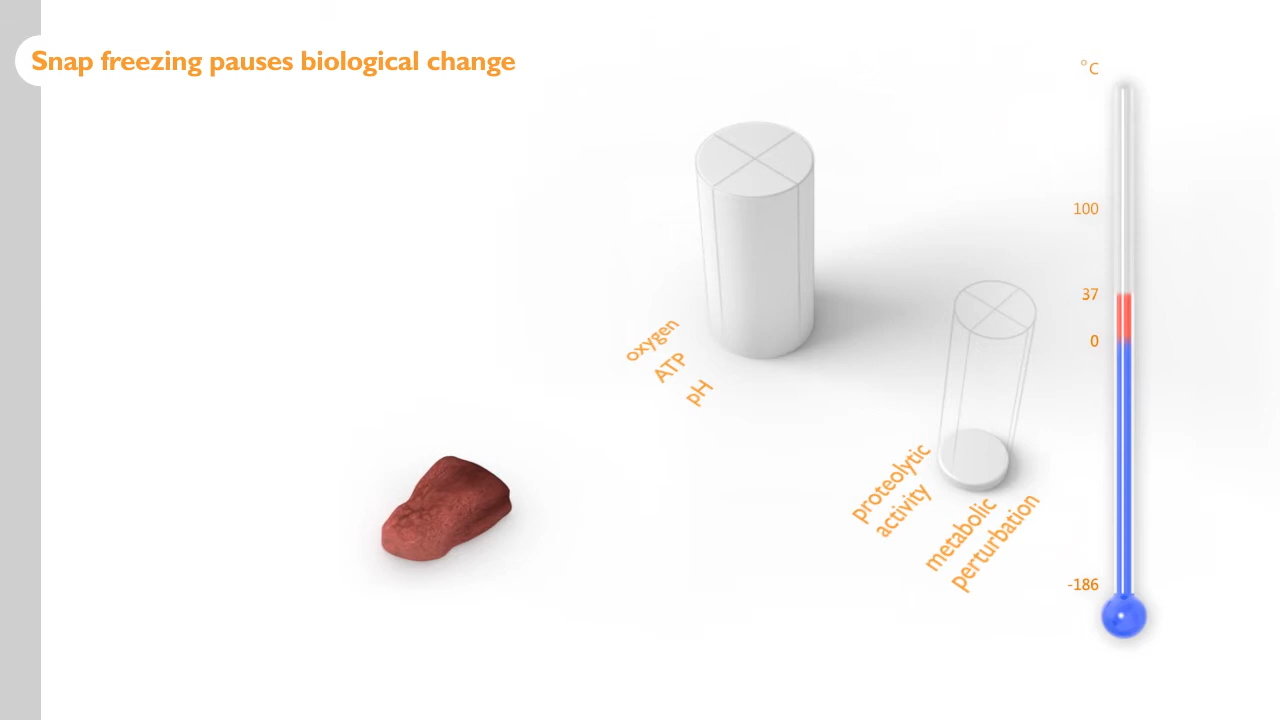 Snap freezing pauses biological change
°C
100
37
0
-186
oxygen
ATP
pH
proteolytic
activity
metabolic
perturbation